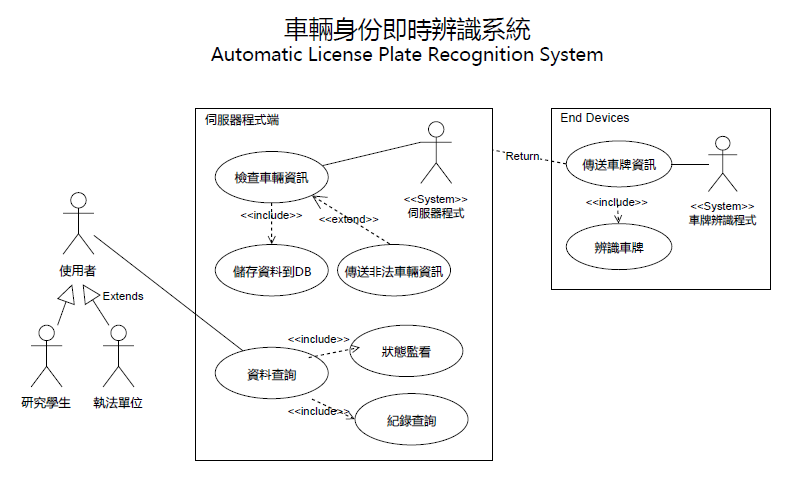 車輛身份即時辨識系統
Automatic License Plate Recognition System
伺服器程式端
檢查車輛資訊
<<System>>
伺服器程式
<<include>>
<<extend>>
儲存資料到DB
傳送非法車輛資訊
使用者
Extends
研究學生
執法單位
資料查詢
<<include>>
狀態監看
<<include>>
紀錄查詢
Return
End Devices
傳送車牌資訊
<<System>>
車牌辨識程式
<<include>>
辨識車牌